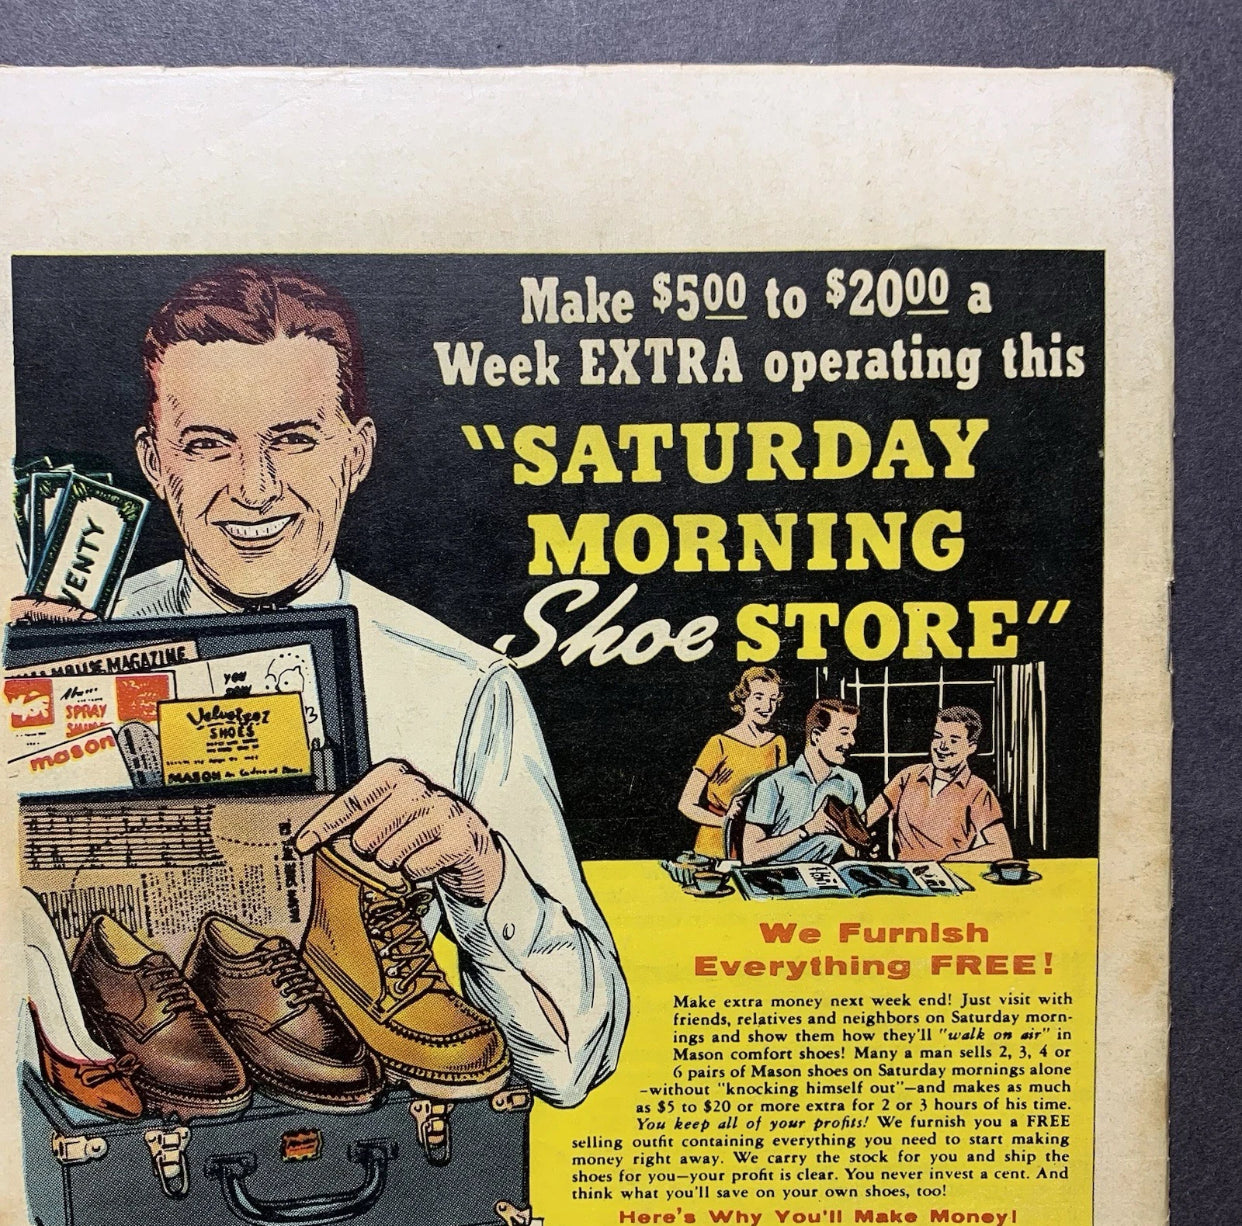 Make $5.00 to $20.00 a
Week EXTRA operating this
"SATURDAY
MORNING
Shoe STORE"
VENTY
MAGAZINE
SPRAY
mason
YOU
Velveteez
SHOES
MASON
We Furnish
Everything FREE!
Make extra money next week end! Just visit with
friends, relatives and neighbors on Saturday morn-
ings and show them how they'll "walk on air" in
Mason comfort shoes! Many a man sells 2, 3, 4 or
6 pairs of Mason shoes on Saturday mornings alone
—without "knocking himself out"—and makes as much
as $5 to $20 or more extra for 2 or 3 hours of his time.
You keep all of your profits! We furnish you a FREE
selling outfit containing everything you need to start making
money right away. We carry the stock for you and ship the
shoes for you—your profit is clear. You never invest a cent. And
think what you'll save on your own shoes, too!
Here's Why You'll Make Money!